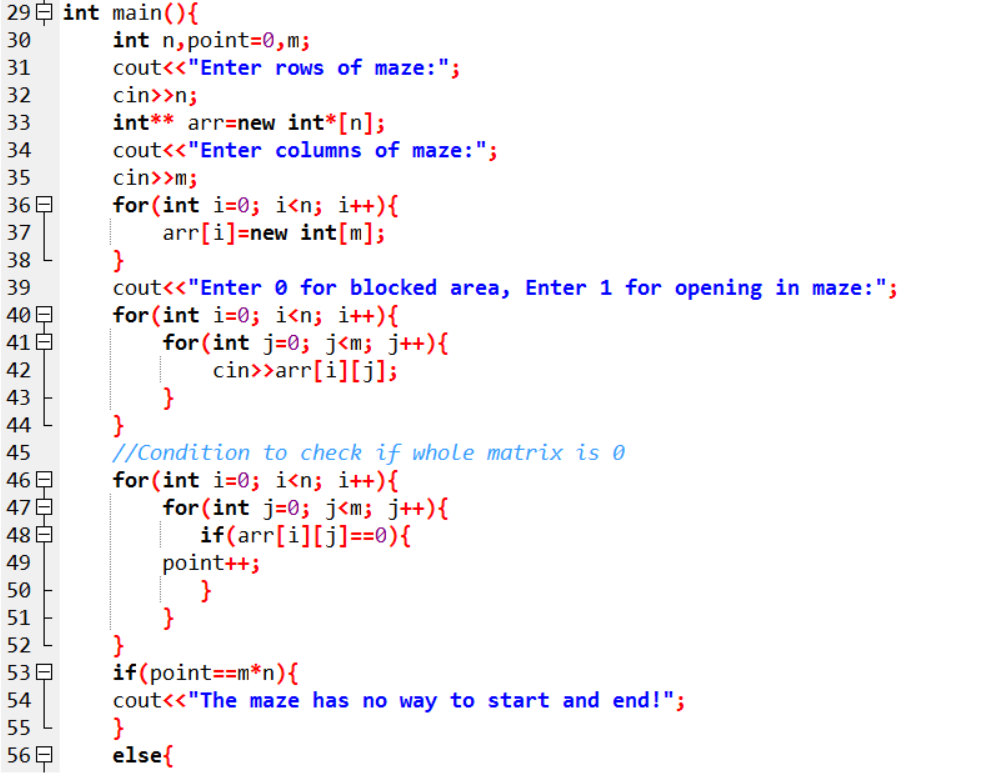 29 int main(){
30 int n,point=0,m;
31 cout<<"Enter rows of maze:";
32 cin>>n;
33 int** arr=new int*[n];
34 cout<<"Enter columns of maze:";
35 cin>>m;
36 for(int i=0; i<n; i++){
37 arr[i]=new int[m];
38 }
39 cout<<"Enter 0 for blocked area, Enter 1 for opening in maze:";
40 for(int i=0; i<n; i++){
41 for(int j=0; j<m; j++){
42 cin>>arr[i][j];
43 }
44 }
45 //Condition to check if whole matrix is 0
46 for(int i=0; i<n; i++){
47 for(int j=0; j<m; j++){
48 if(arr[i][j]==0){
49 point++;
50 }
51 }
52 }
53 if(point==m*n){
54 cout<<"The maze has no way to start and end!";
55 }
56 else{